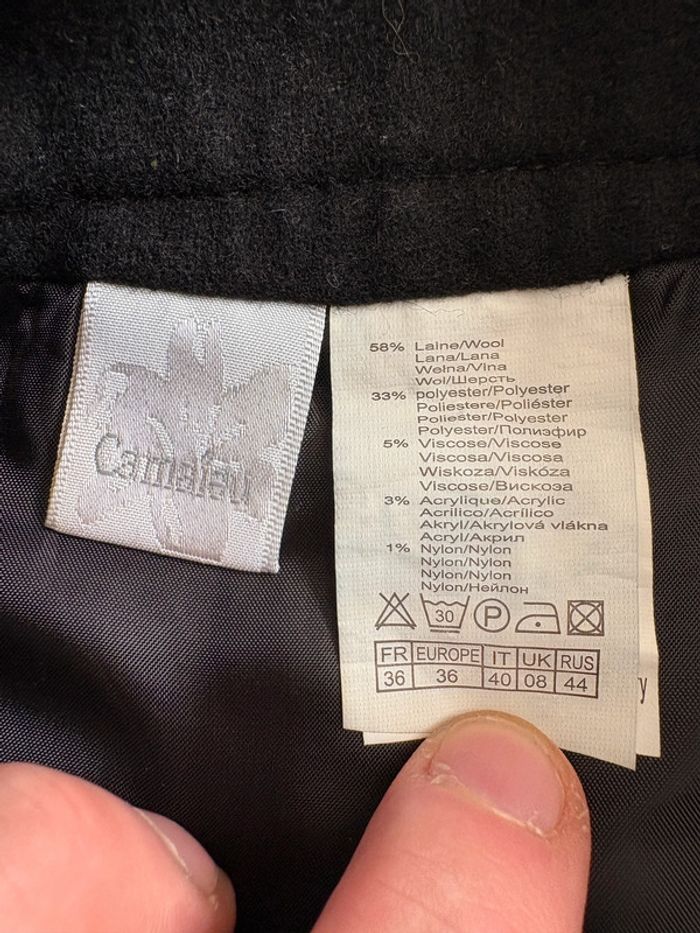 Camaïeu
58% Laine/Wool
Lana/Lana
Wełna/Vlna
Wol/Шерсть
33% polyester/Polyester
Poliestere/Poliéster
Poliester/Polyester
Polyester/Полиэфир
5% Viscose/Viscose
Viscosa/Viscosa
Wiskoza/Viskóza
Viscose/Вискоза
3% Acrylique/Acrylic
Acrilico/Acrílico
Akryl/Akrylová vlákna
Acryl/Акрил
1% Nylon/Nylon
Nylon/Nylon
Nylon/Nylon
Nylon/Нейлон
30 P
FR EUROPE IT UK RUS
36 36 40 08 44
y